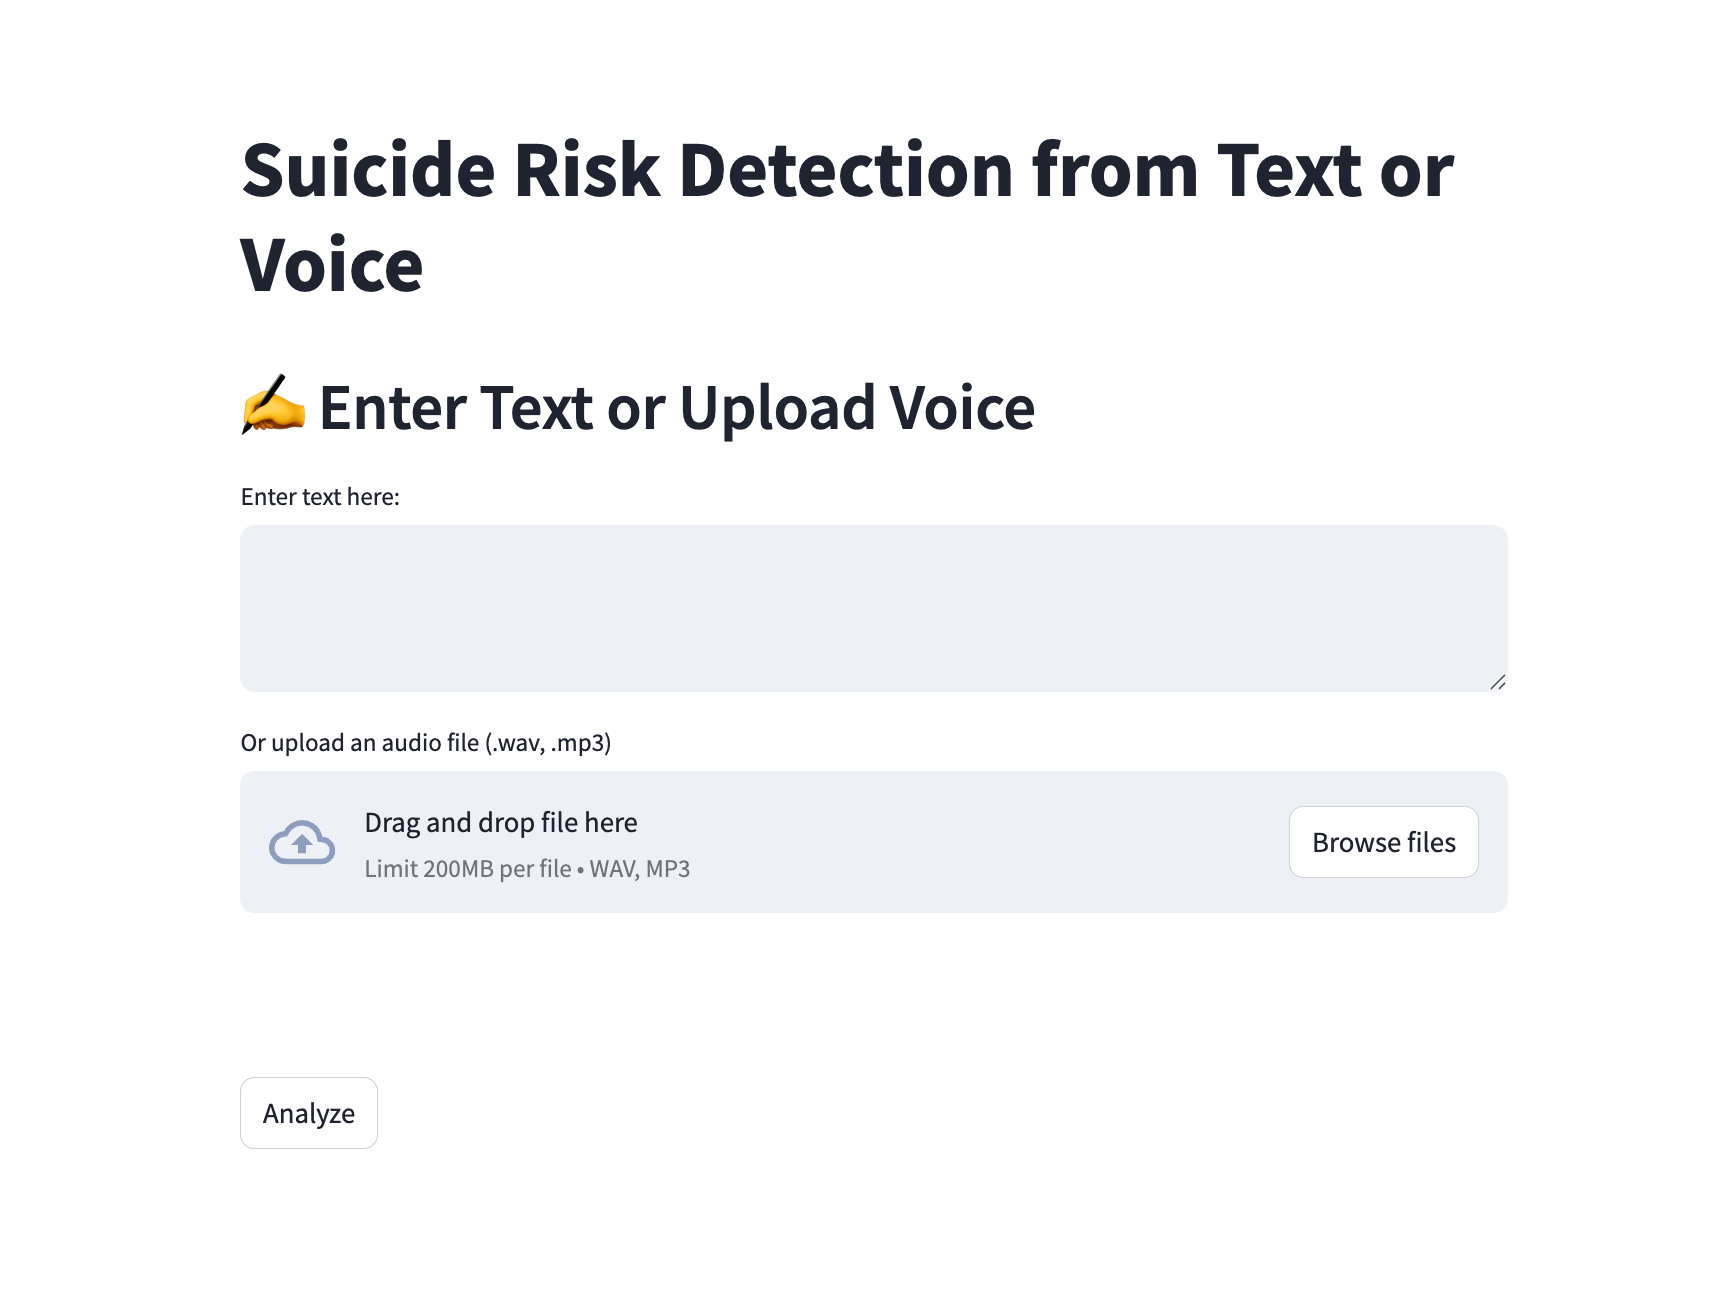 Suicide Risk Detection from Text or
Voice
✍️ Enter Text or Upload Voice
Enter text here:
Or upload an audio file (.wav, .mp3)
Drag and drop file here
Limit 200MB per file • WAV, MP3
Browse files
Analyze